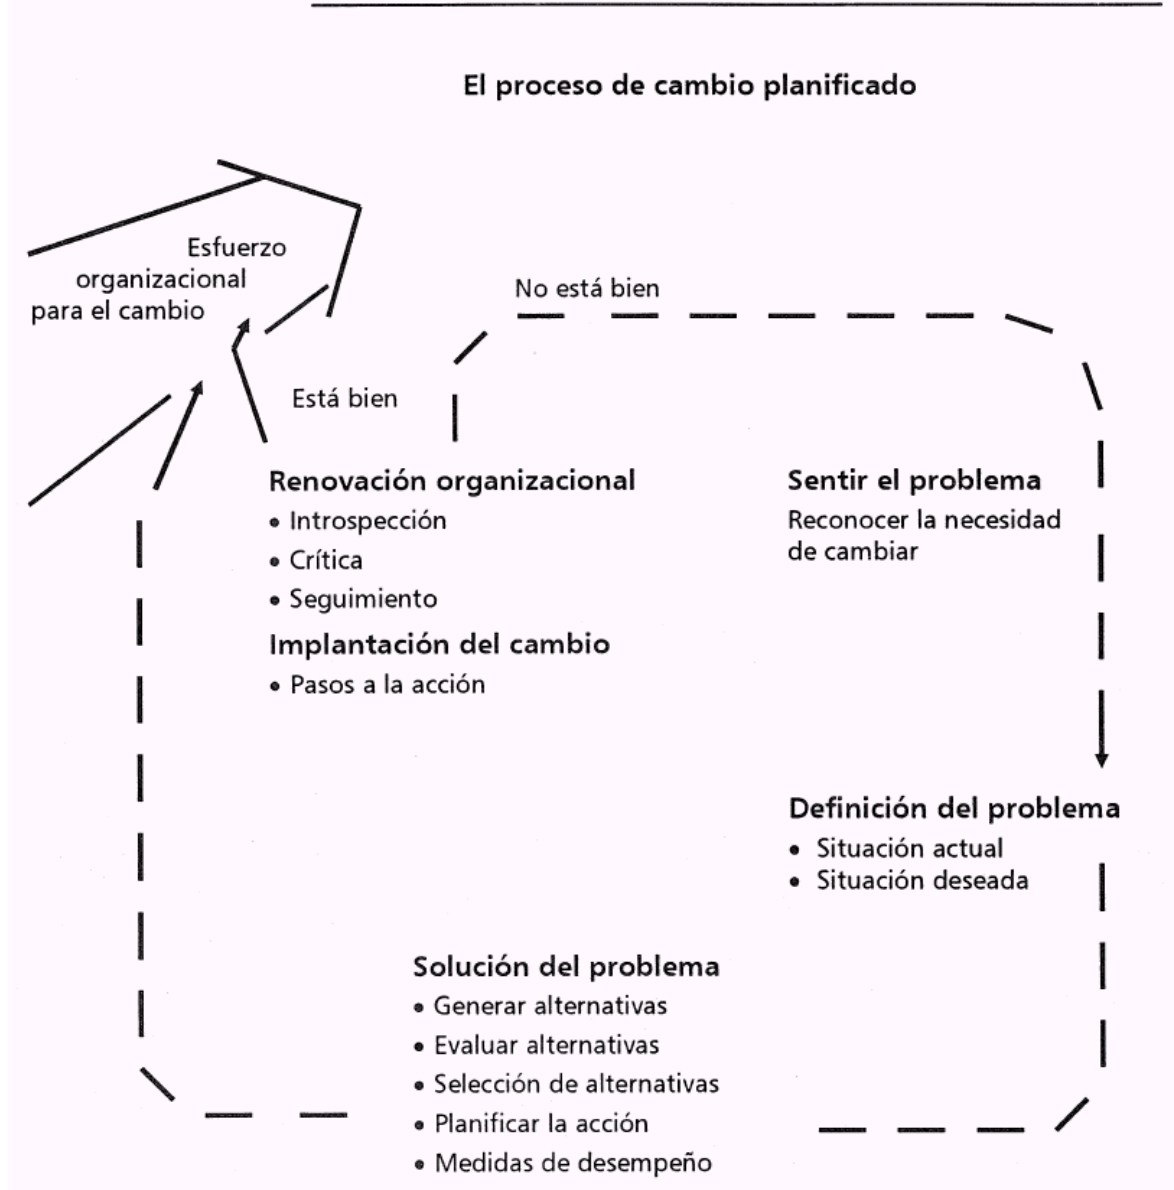 El proceso de cambio planificado
Esfuerzo
organizacional
para el cambio
No está bien
Está bien
Renovación organizacional
• Introspección
• Crítica
• Seguimiento
Implantación del cambio
• Pasos a la acción
Sentir el problema
Reconocer la necesidad
de cambiar
Definición del problema
• Situación actual
• Situación deseada
Solución del problema
• Generar alternativas
• Evaluar alternativas
• Selección de alternativas
• Planificar la acción
• Medidas de desempeño